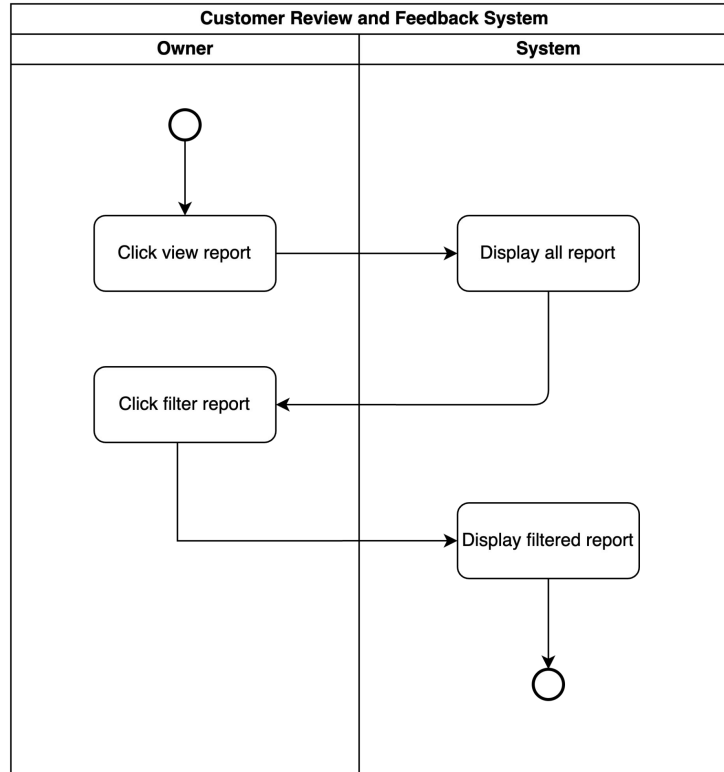 Customer Review and Feedback System
Owner
System
Click view report
Display all report
Click filter report
Display filtered report